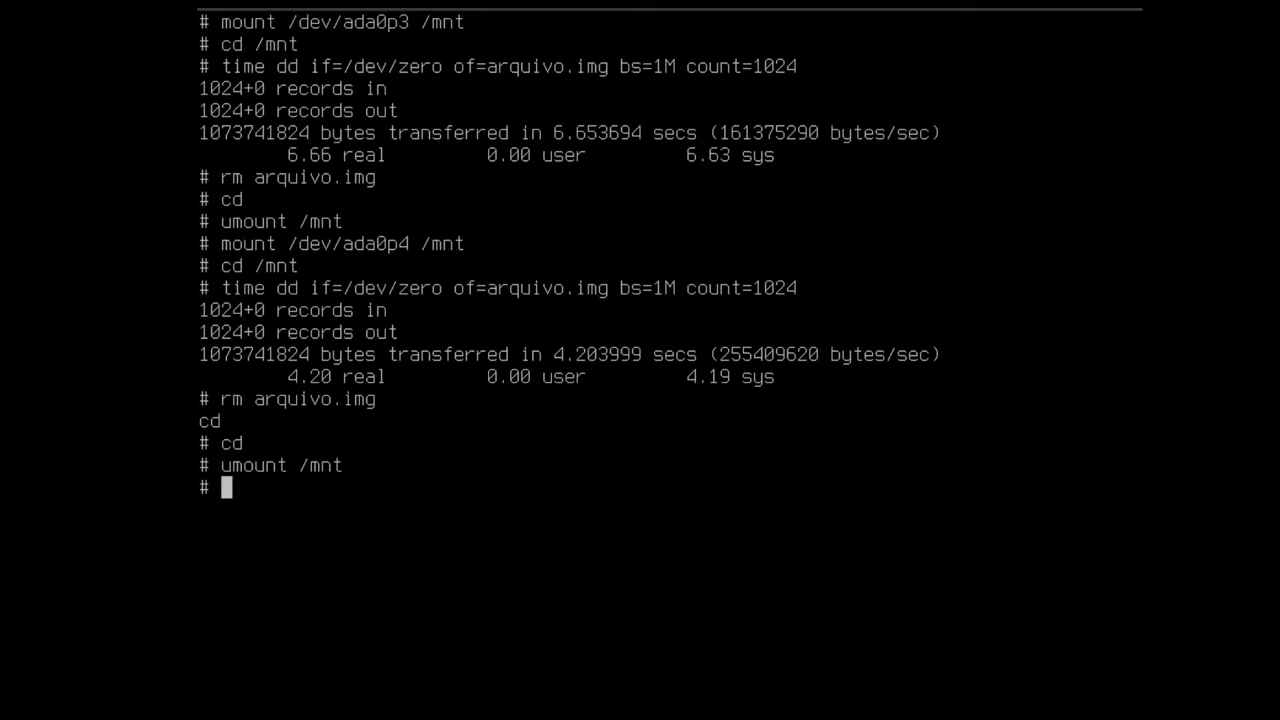 # mount /dev/ada0p3 /mnt
# cd /mnt
# time dd if=/dev/zero of=arquivo.img bs=1M count=1024
1024+0 records in
1024+0 records out
1073741824 bytes transferred in 6.653694 secs (161375290 bytes/sec)
6.66 real 0.00 user 6.63 sys
# rm arquivo.img
# cd
# umount /mnt
# mount /dev/ada0p4 /mnt
# cd /mnt
# time dd if=/dev/zero of=arquivo.img bs=1M count=1024
1024+0 records in
1024+0 records out
1073741824 bytes transferred in 4.203999 secs (255409620 bytes/sec)
4.20 real 0.00 user 4.19 sys
# rm arquivo.img
cd
# cd
# umount /mnt
#